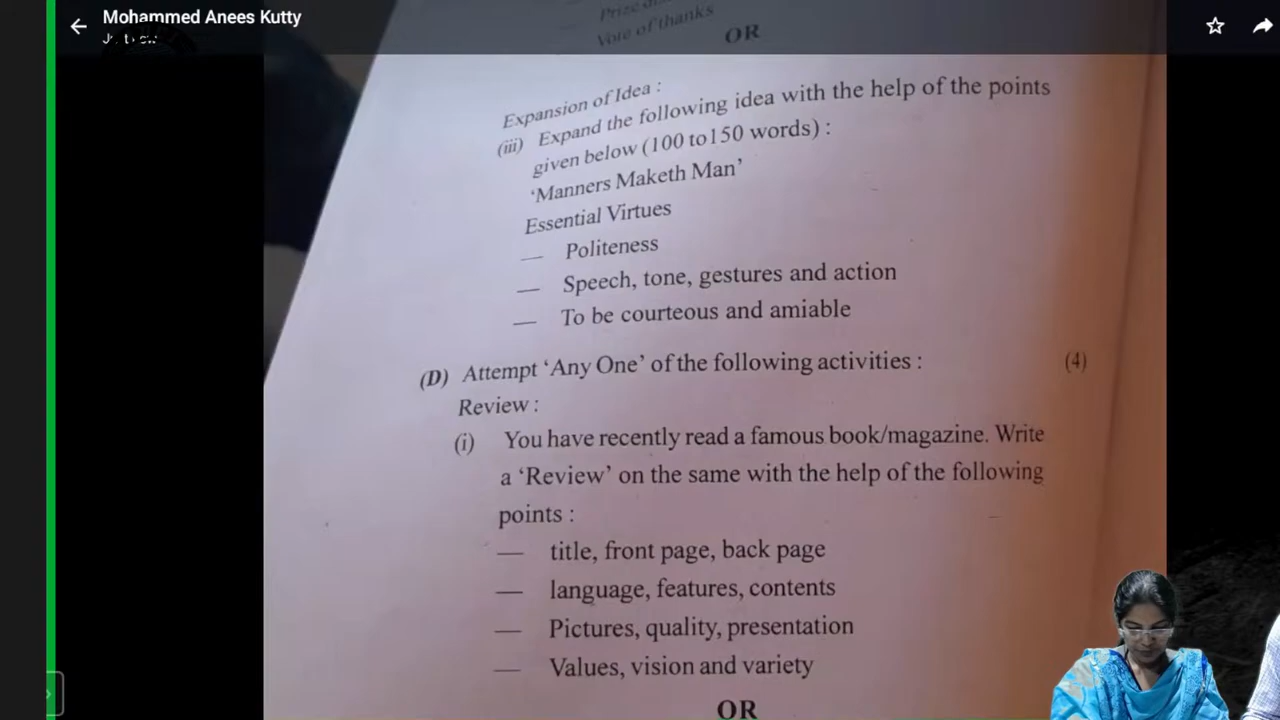 Mohammed Anees Kutty
Vote of thanks
OR
Expansion of Idea :
(iii) Expand the following idea with the help of the points
given below (100 to150 words) :
‘Manners Maketh Man’
Essential Virtues
— Politeness
— Speech, tone, gestures and action
— To be courteous and amiable
(D) Attempt ‘Any One’ of the following activities : (4)
Review :
(i) You have recently read a famous book/magazine. Write
a ‘Review’ on the same with the help of the following
points :
— title, front page, back page
— language, features, contents
— Pictures, quality, presentation
— Values, vision and variety
OR